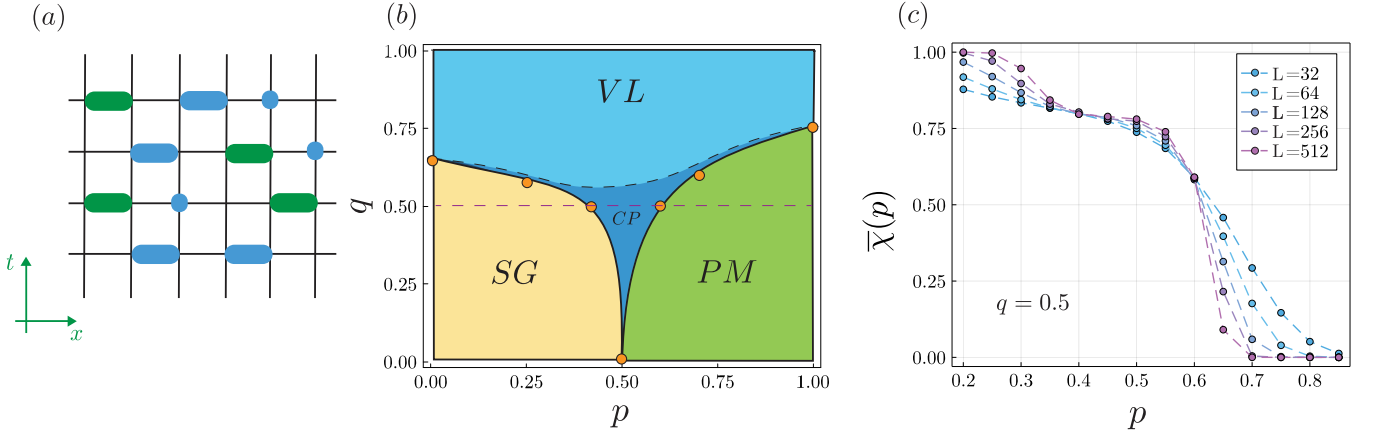 (a)
t
x
(b)
1.00
0.75
0.50
0.25
0.00
q
VL
CP
SG
PM
0.00 0.25 0.50 0.75 1.00
p
(c)
1.00
0.75
0.50
0.25
0.00
χ̄(p)
L=32
L=64
L=128
L=256
L=512
q = 0.5
0.2 0.3 0.4 0.5 0.6 0.7 0.8
p